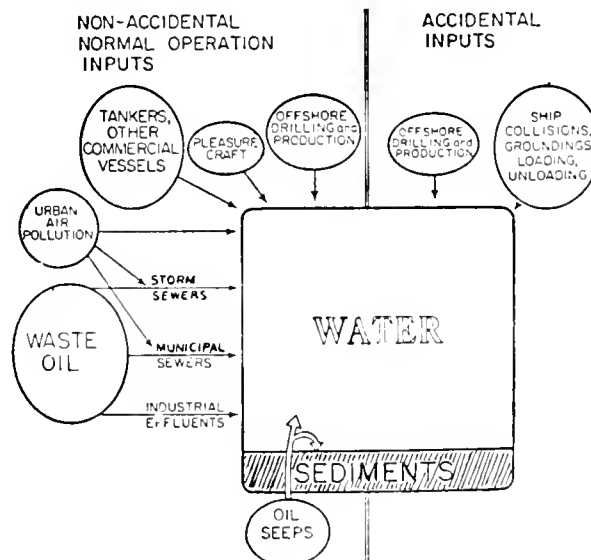 NON-ACCIDENTAL
NORMAL OPERATION
INPUTS
ACCIDENTAL
INPUTS
TANKERS,
OTHER
COMMERCIAL
VESSELS
PLEASURE
CRAFT
OFFSHORE
DRILLING and
PRODUCTION
OFFSHORE
DRILLING and
PRODUCTION
SHIP
COLLISIGNS,
GROUNDINGS
LOADING,
UNLOADING
URBAN
AIR
POLLUTION
STORM
SEWERS
WASTE
OIL
MUNICIPAL
SEWERS
INDUSTRIAL
EFFLUENTS
WATER
SEDIMENTS
OIL
SEEPS